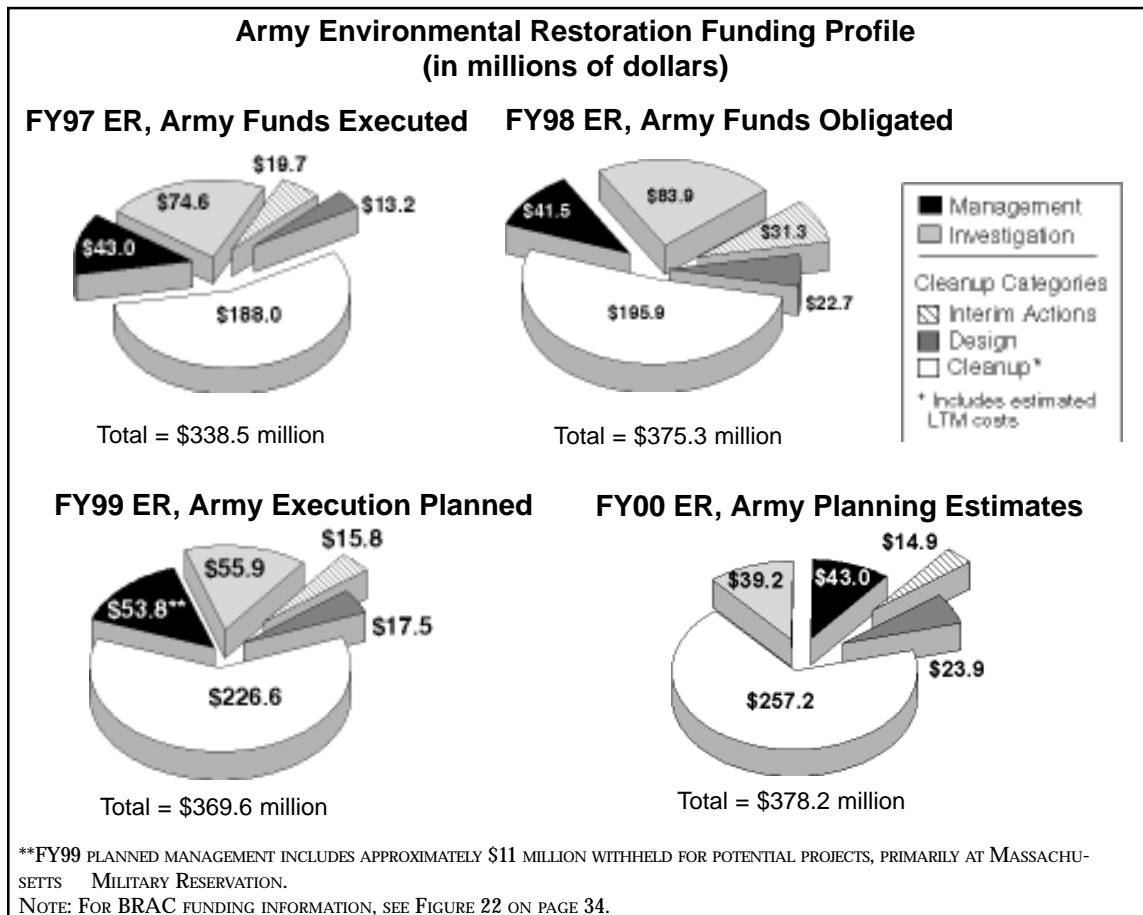 Army Environmental Restoration Funding Profile
(in millions of dollars)
FY97 ER, Army Funds Executed
$19.7
$74.6
$13.2
$43.0
$188.0
Total = $338.5 million
FY98 ER, Army Funds Obligated
$83.9
$41.5
$31.3
$22.7
$195.9
Total = $375.3 million
Management
Investigation
Cleanup Categories
Interim Actions
Design
Cleanup*
* Includes estimated
LTM costs
FY99 ER, Army Execution Planned
$15.8
$55.9
$53.8**
$17.5
$226.6
Total = $369.6 million
FY00 ER, Army Planning Estimates
$14.9
$39.2
$43.0
$23.9
$257.2
Total = $378.2 million
**FY99 PLANNED MANAGEMENT INCLUDES APPROXIMATELY $11 MILLION WITHHELD FOR POTENTIAL PROJECTS, PRIMARILY AT MASSACHU-
SETTS MILITARY RESERVATION.
NOTE: FOR BRAC FUNDING INFORMATION, SEE FIGURE 22 ON PAGE 34.